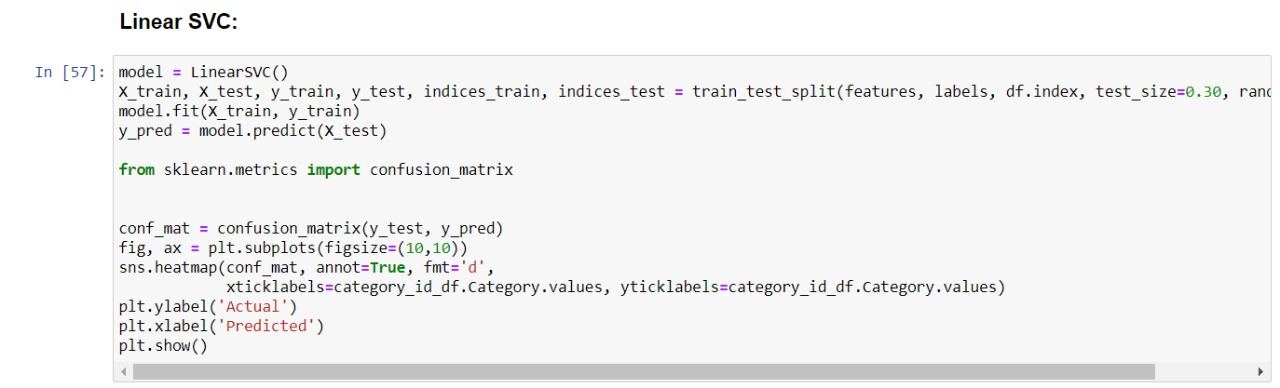 Linear SVC:
In [57]: model = LinearSVC()
X_train, X_test, y_train, y_test, indices_train, indices_test = train_test_split(features, labels, df.index, test_size=0.30, ranc
model.fit(X_train, y_train)
y_pred = model.predict(X_test)
from sklearn.metrics import confusion_matrix
conf_mat = confusion_matrix(y_test, y_pred)
fig, ax = plt.subplots(figsize=(10,10))
sns.heatmap(conf_mat, annot=True, fmt='d',
xticklabels=category_id_df.Category.values, yticklabels=category_id_df.Category.values)
plt.ylabel('Actual')
plt.xlabel('Predicted')
plt.show()